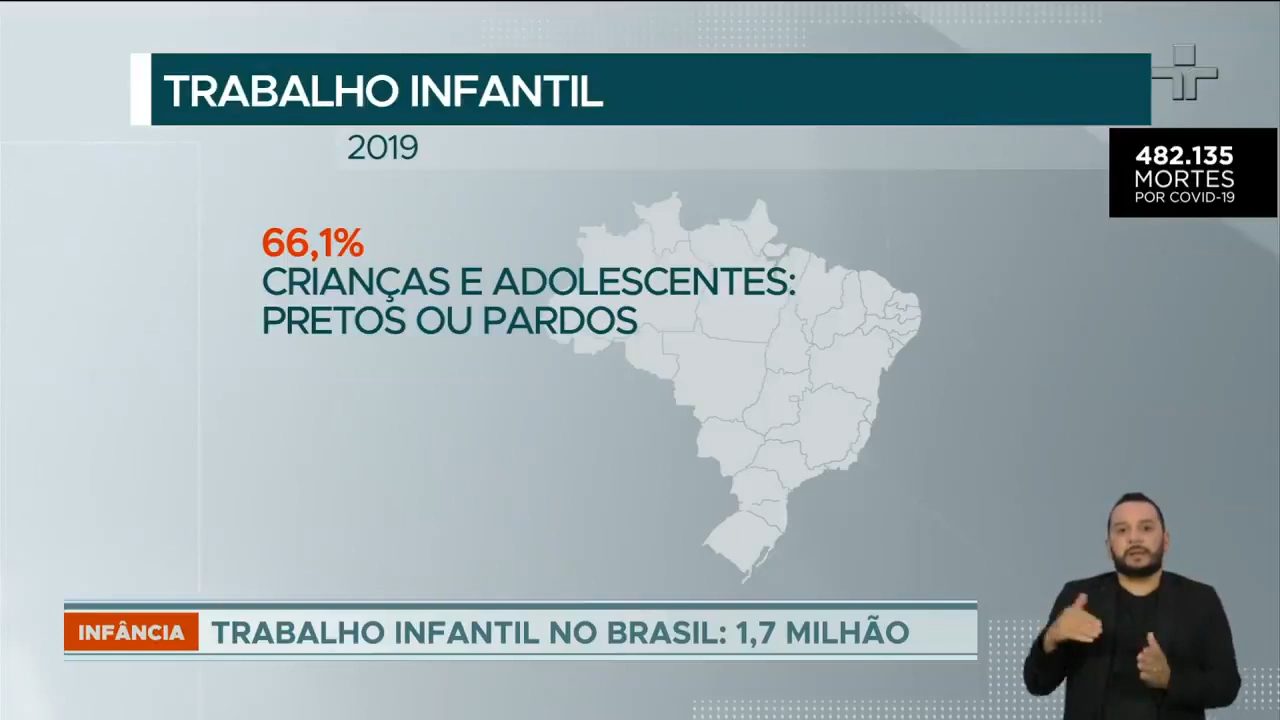 TRABALHO INFANTIL
2019
482.135
MORTES
POR COVID-19
66,1%
CRIANÇAS E ADOLESCENTES:
PRETOS OU PARDOS
INFÂNCIA
TRABALHO INFANTIL NO BRASIL: 1,7 MILHÃO